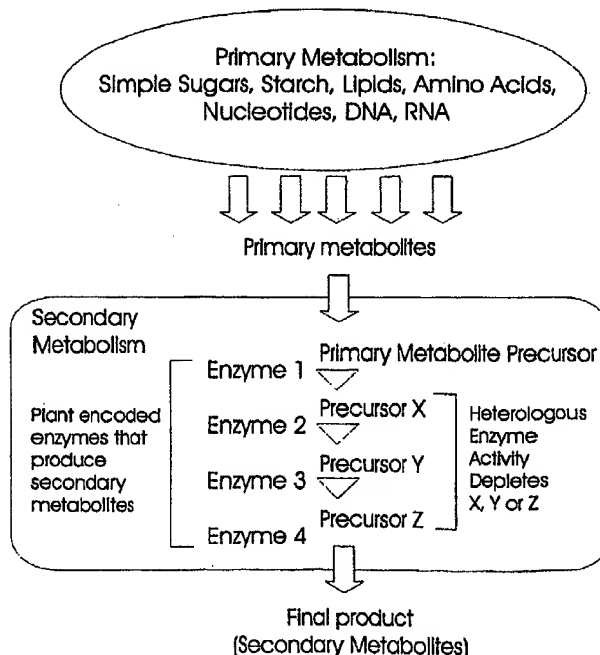 Primary Metabolism:
Simple Sugars, Starch, Lipids, Amino Acids,
Nucleotides, DNA, RNA
Primary metabolites
Secondary
Metabolism
Primary Metabolite Precursor
Enzyme 1
Precursor X
Enzyme 2
Precursor Y
Enzyme 3
Precursor Z
Enzyme 4
Plant encoded
enzymes that
produce
secondary
metabolites
Heterologous
Enzyme
Activity
Depletes
X, Y or Z
Final product
(Secondary Metabolites)